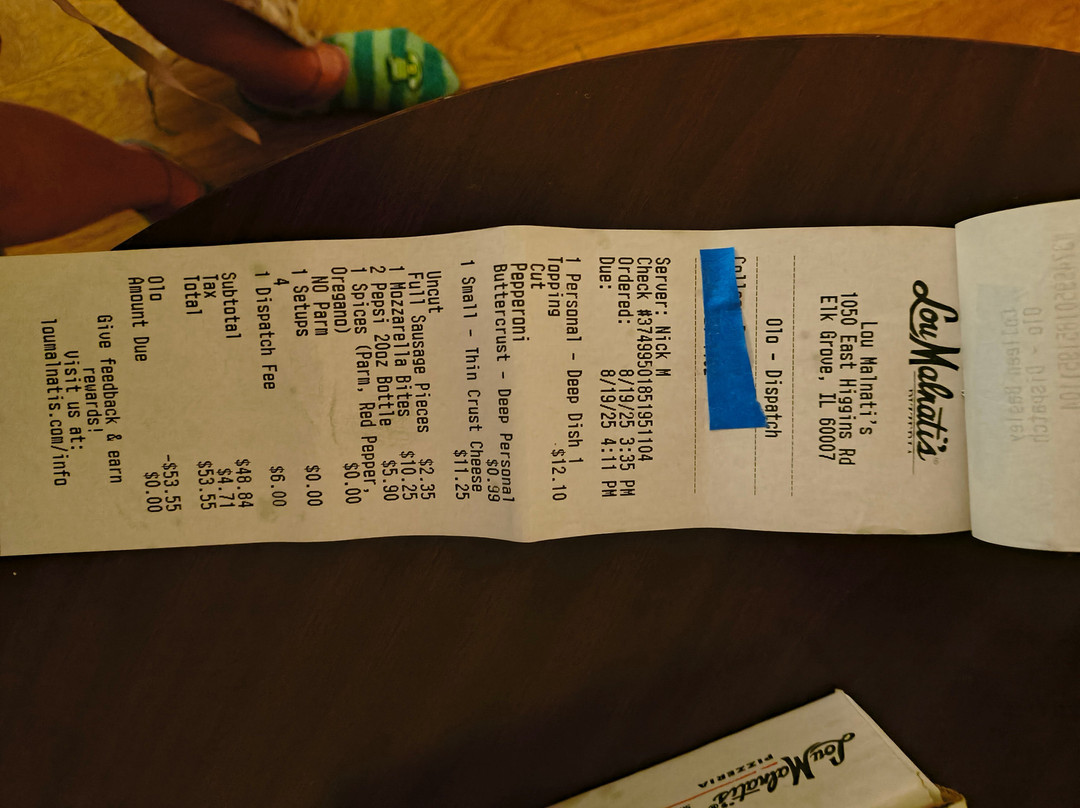 Lou Malnati's
PIZZERIA
Lou Malnati's
1050 East Higgins Rd
Elk Grove, IL 60007
Olo - Dispatch
Server: Nick M
Check #3749950185195110​4
Ordered: 8/19/25 3:35 PM
Due: 8/19/25 4:11 PM
1 Personal - Deep Dish 1 $12.10
Topping
Cut
Pepperoni
Buttercrust - Deep Personal
$0.99
1 Small - Thin Crust Cheese
$11.25
Uncut
Full Sausage Pieces $2.35
1 Mozzarella Bites $10.25
2 Pepsi 20oz Bottle $5.90
1 Spices (Parm, Red Pepper,
Oregano) $0.00
NO Parm
1 Setups $0.00
4
1 Dispatch Fee $6.00
Subtotal $48.84
Tax $4.71
Total $53.55
Olo -$53.55
Amount Due $0.00
Give feedback & earn
rewards!
Visit us at:
loumalnatis.com/info
Lou Malnati's
PIZZERIA